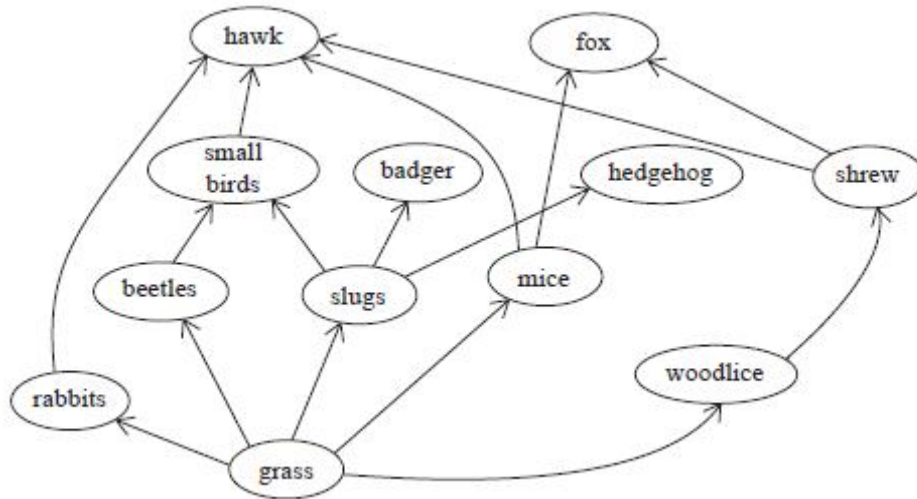 hawk
fox
small
birds
badger
hedgehog
shrew
beetles
slugs
mice
rabbits
woodlice
grass